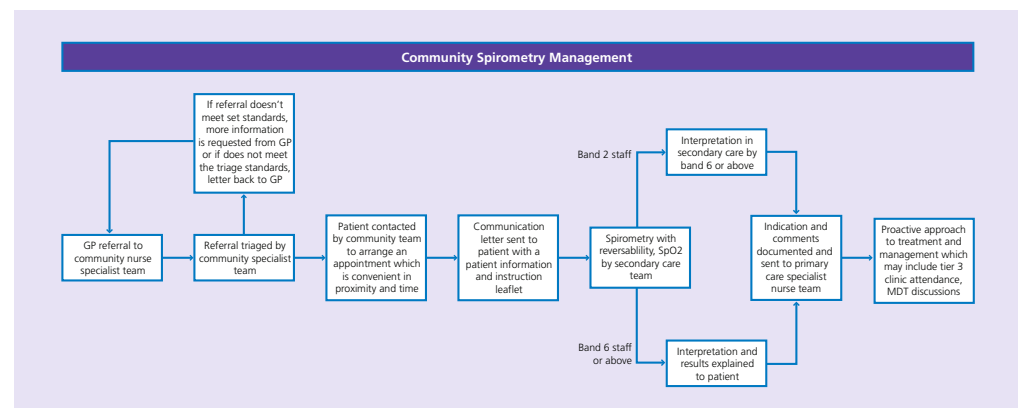 Community Spirometry Management
If referral doesn't
meet set standards,
more information
is requested from GP
or if does not meet
the triage standards,
letter back to GP
GP referral to
community nurse
specialist team
Referral triaged by
community specialist
team
Patient contacted
by community team
to arrange an
appointment which
is convenient in
proximity and time
Communication
letter sent to
patient with a
patient information
and instruction
leaflet
Spirometry with
reversablility, SpO2
by secondary care
team
Band 2 staff
Interpretation in
secondary care by
band 6 or above
Band 6 staff
or above
Interpretation and
results explained
to patient
Indication and
comments
documented and
sent to primary
care specialist
nurse team
Proactive approach
to treatment and
management which
may include tier 3
clinic attendance,
MDT discussions